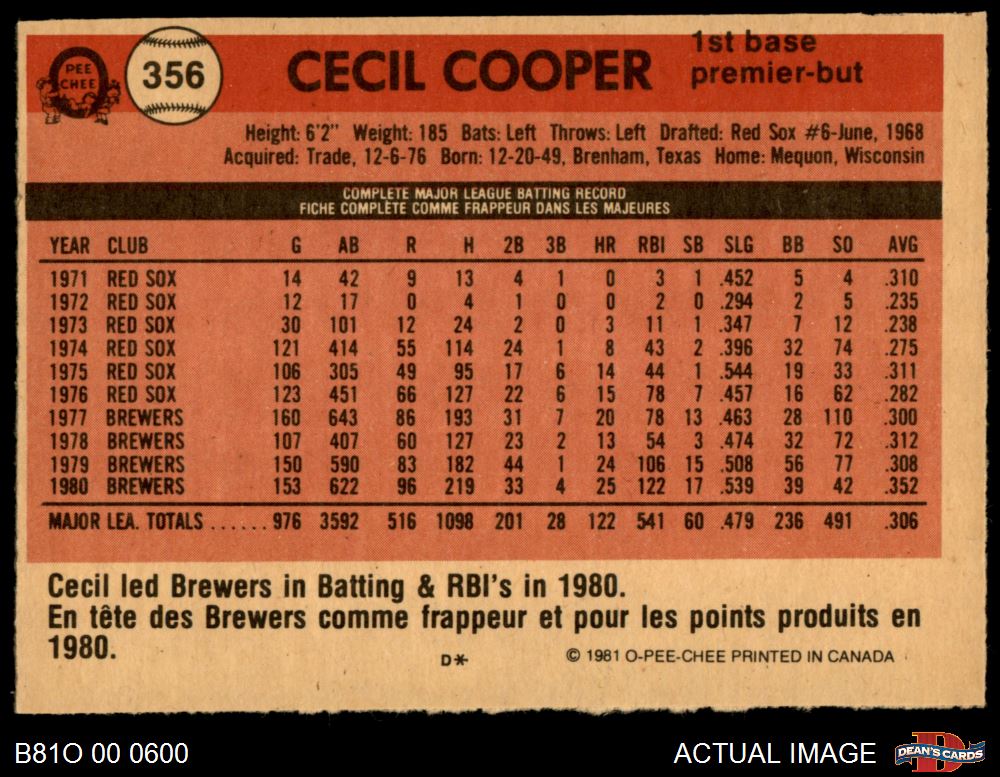 PEE
CHEE
356
CECIL COOPER
1st base
premier-but
Height: 6'2" Weight: 185 Bats: Left Throws: Left Drafted: Red Sox #6-June, 1968
Acquired: Trade, 12-6-76 Born: 12-20-49, Brenham, Texas Home: Mequon, Wisconsin
COMPLETE MAJOR LEAGUE BATTING RECORD
FICHE COMPLÈTE COMME FRAPPEUR DANS LES MAJEURES
YEAR CLUB G AB R H 2B 3B HR RBI SB SLG BB SO AVG
1971 RED SOX 14 42 9 13 4 1 0 3 1 .452 5 4 .310
1972 RED SOX 12 17 0 4 1 0 0 2 0 .294 2 5 .235
1973 RED SOX 30 101 12 24 2 0 3 11 1 .347 7 12 .238
1974 RED SOX 121 414 55 114 24 1 8 43 2 .396 32 74 .275
1975 RED SOX 106 305 49 95 17 6 14 44 1 .544 19 33 .311
1976 RED SOX 123 451 66 127 22 6 15 78 7 .457 16 62 .282
1977 BREWERS 160 643 86 193 31 7 20 78 13 .463 28 110 .300
1978 BREWERS 107 407 60 127 23 2 13 54 3 .474 32 72 .312
1979 BREWERS 150 590 83 182 44 1 24 106 15 .508 56 77 .308
1980 BREWERS 153 622 96 219 33 4 25 122 17 .539 39 42 .352
MAJOR LEA. TOTALS ...... 976 3592 516 1098 201 28 122 541 60 .479 236 491 .306
Cecil led Brewers in Batting & RBI's in 1980.
En tête des Brewers comme frappeur et pour les points produits en
1980.
D* © 1981 O-PEE-CHEE PRINTED IN CANADA
B81O 00 0600 ACTUAL IMAGE DEAN'S CARDS